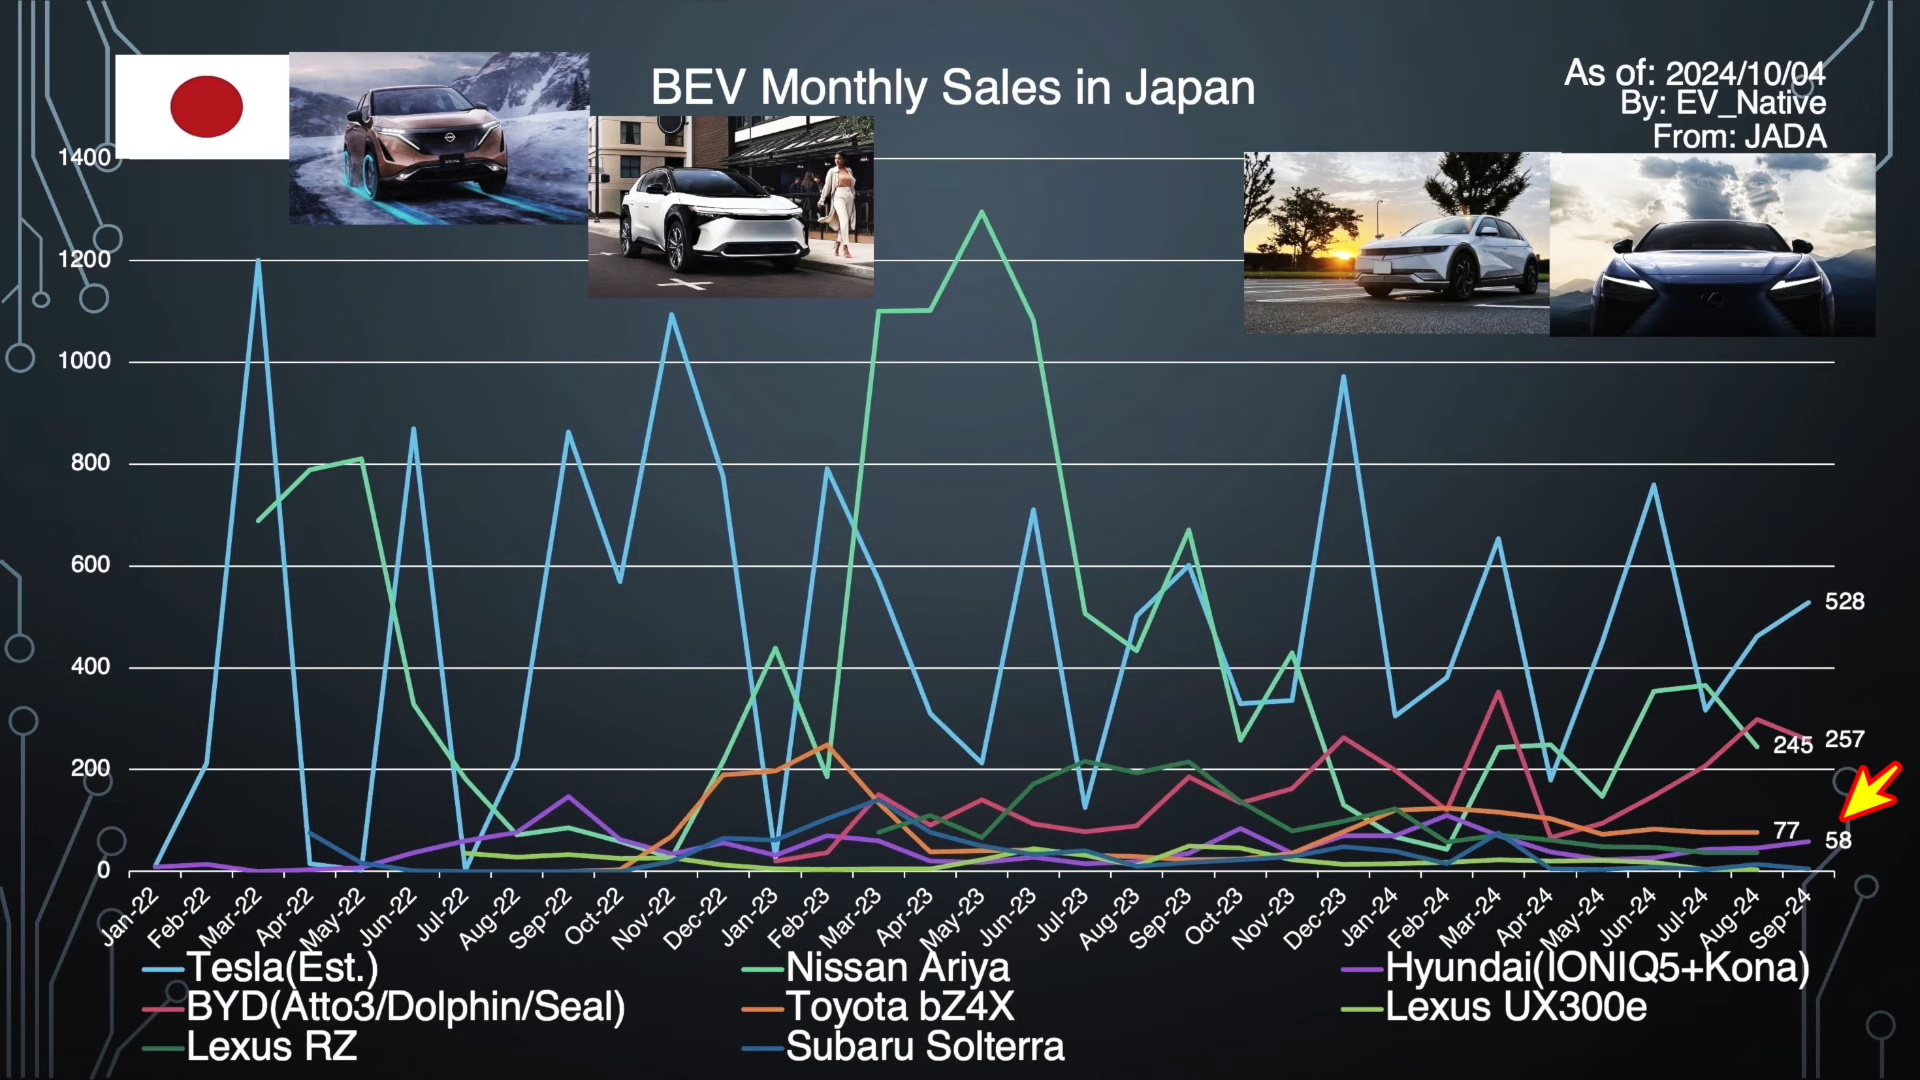 BEV Monthly Sales in Japan
As of: 2024/10/04
By: EV_Native
From: JADA
1400
1200
1000
800
600
400
200
0
528
245
257
77
58
Jan-22
Feb-22
Mar-22
Apr-22
May-22
Jun-22
Jul-22
Aug-22
Sep-22
Oct-22
Nov-22
Dec-22
Jan-23
Feb-23
Mar-23
Apr-23
May-23
Jun-23
Jul-23
Aug-23
Sep-23
Oct-23
Nov-23
Dec-23
Jan-24
Feb-24
Mar-24
Apr-24
May-24
Jun-24
Jul-24
Aug-24
Sep-24
Tesla(Est.)
Nissan Ariya
Hyundai(IONIQ5+Kona)
BYD(Atto3/Dolphin/Seal)
Toyota bZ4X
Lexus UX300e
Lexus RZ
Subaru Solterra